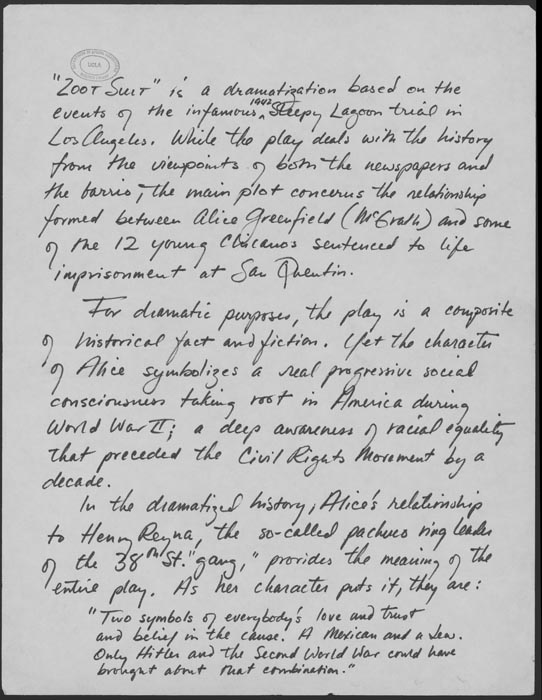 UCLA
"Zoot Suit" is a dramatization based on the
events of the infamous 1942 Sleepy Lagoon trial in
Los Angeles. While the play deals with the history
from the viewpoints of both the newspapers and
the barrio, the main plot concerns the relationship
formed between Alice Greenfield (McGrath) and some
of the 12 young Chicanos sentenced to life
imprisonment at San Quentin.
For dramatic purposes, the play is a composite
of historical fact and fiction. Yet the character
of Alice symbolizes a real progressive social
consciousness taking root in America during
World War II; a deep awareness of racial equality
that preceded the Civil Rights Movement by a
decade.
In the dramatized history, Alice's relationship
to Henry Reyna, the so-called pachuco ring leader
of the 38th St. "gang," provides the meaning of the
entire play. As her character puts it, they are:
"Two symbols of everybody's love and trust
and belief in the cause. A Mexican and a Jew.
Only Hitler and the Second World War could have
brought about that combination."